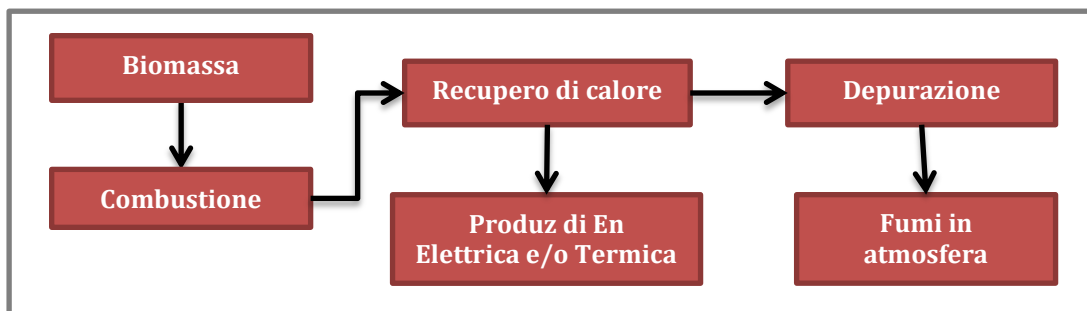 Biomassa
Combustione
Recupero di calore
Produz di En
Elettrica e/o Termica
Depurazione
Fumi in
atmosfera